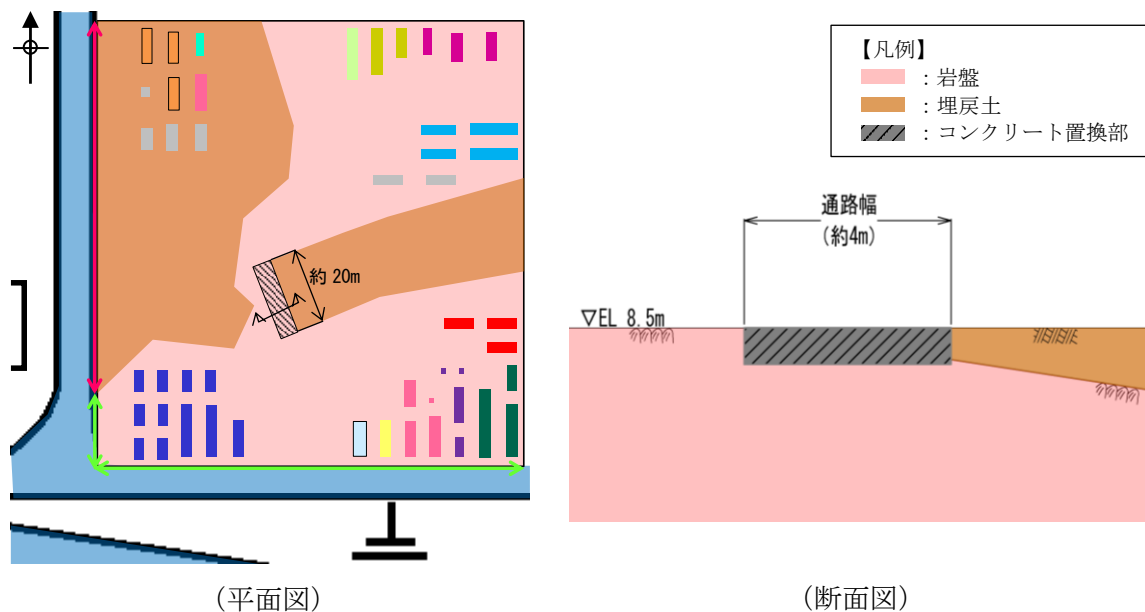 約 20m
(平面図)
【凡例】
：岩盤
：埋戻土
：コンクリート置換部
通路幅
(約4m)
▽EL 8.5m
(断面図)